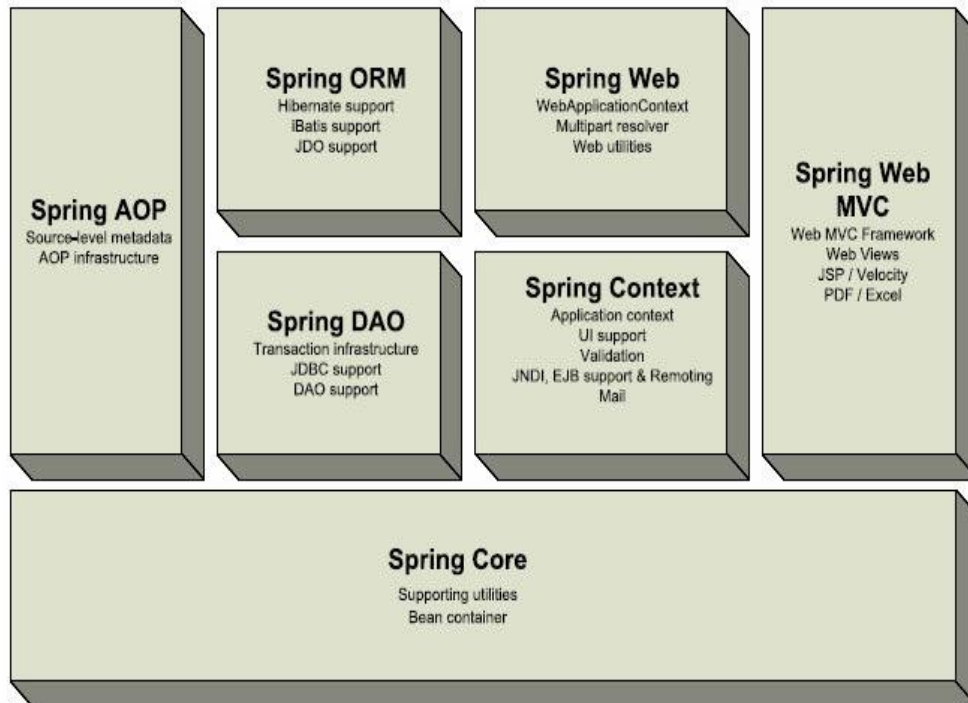 Spring AOP
Source-level metadata
AOP infrastructure
Spring ORM
Hibernate support
iBatis support
JDO support
Spring Web
WebApplicationContext
Multipart resolver
Web utilities
Spring DAO
Transaction infrastructure
JDBC support
DAO support
Spring Context
Application context
UI support
Validation
JNDI, EJB support & Remoting
Mail
Spring Web
MVC
Web MVC Framework
Web Views
JSP / Velocity
PDF / Excel
Spring Core
Supporting utilities
Bean container